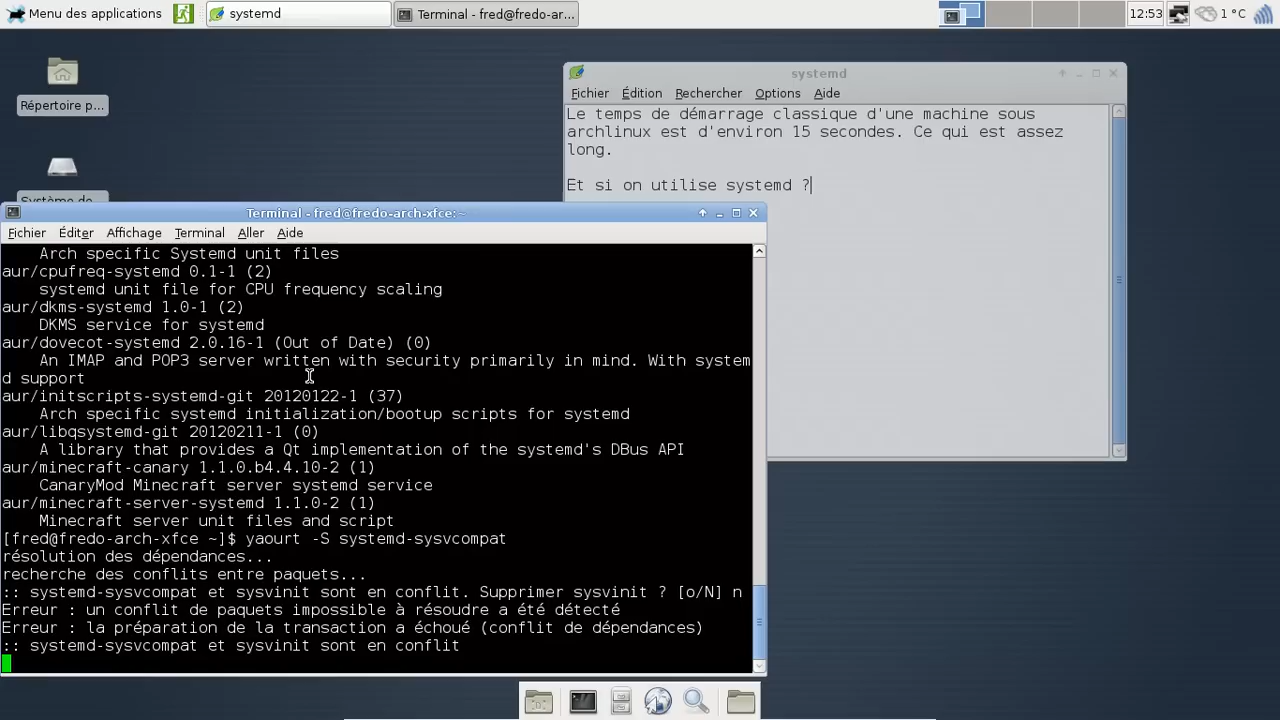 Menu des applications
systemd
Terminal - fred@fredo-ar...
12:53
1 °C
Répertoire p...
Système de
systemd
Fichier Édition Rechercher Options Aide
Le temps de démarrage classique d'une machine sous
archlinux est d'environ 15 secondes. Ce qui est assez
long.
Et si on utilise systemd ?
Terminal - fred@fredo-arch-xfce:~
Fichier Éditer Affichage Terminal Aller Aide
Arch specific Systemd unit files
aur/cpufreq-systemd 0.1-1 (2)
systemd unit file for CPU frequency scaling
aur/dkms-systemd 1.0-1 (2)
DKMS service for systemd
aur/dovecot-systemd 2.0.16-1 (Out of Date) (0)
An IMAP and POP3 server written with security primarily in mind. With system
d support
aur/initscripts-systemd-git 20120122-1 (37)
Arch specific systemd initialization/bootup scripts for systemd
aur/libqsystemd-git 20120211-1 (0)
A library that provides a Qt implementation of the systemd's DBus API
aur/minecraft-canary 1.1.0.b4.4.10-2 (1)
CanaryMod Minecraft server systemd service
aur/minecraft-server-systemd 1.1.0-2 (1)
Minecraft server unit files and script
[fred@fredo-arch-xfce ~]$ yaourt -S systemd-sysvcompat
résolution des dépendances...
recherche des conflits entre paquets...
:: systemd-sysvcompat et sysvinit sont en conflit. Supprimer sysvinit ? [o/N] n
Erreur : un conflit de paquets impossible à résoudre a été détecté
Erreur : la préparation de la transaction a échoué (conflit de dépendances)
:: systemd-sysvcompat et sysvinit sont en conflit